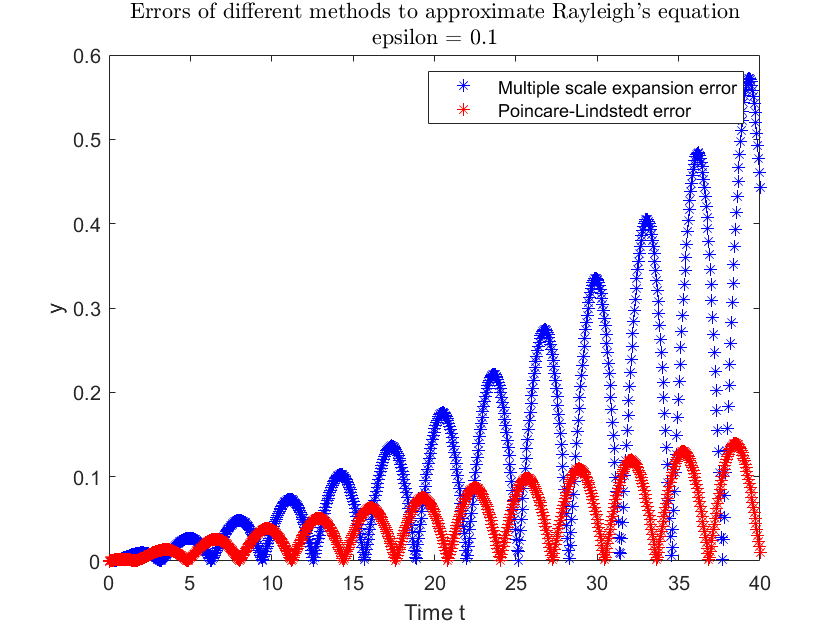 Errors of different methods to approximate Rayleigh's equation
epsilon = 0.1
Multiple scale expansion error
Poincare-Lindstedt error
0.6
0.5
0.4
0.3
0.2
0.1
0
y
0 5 10 15 20 25 30 35 40
Time t